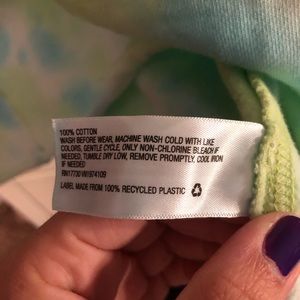 100% COTTON
WASH BEFORE WEAR, MACHINE WASH COLD WITH LIKE
COLORS, GENTLE CYCLE, ONLY NON-CHLORINE BLEACH IF
NEEDED, TUMBLE DRY LOW, REMOVE PROMPTLY, COOL IRON
IF NEEDED
RN17730 VN1974109
LABEL MADE FROM 100% RECYCLED PLASTIC